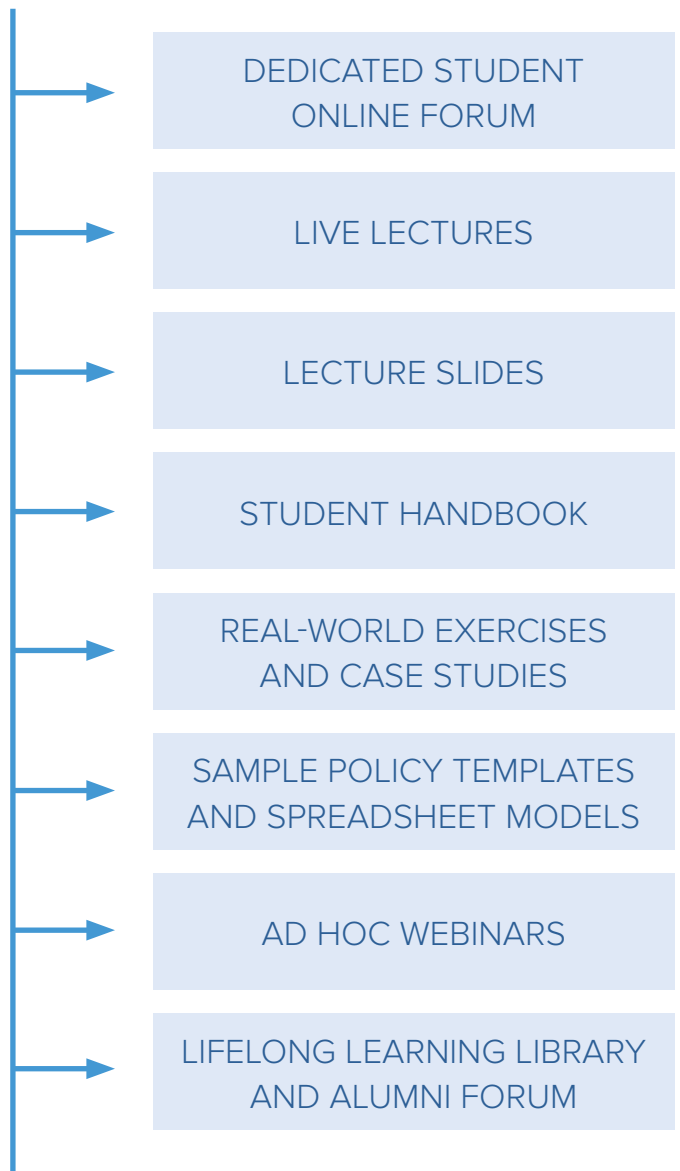 DEDICATED STUDENT
ONLINE FORUM
LIVE LECTURES
LECTURE SLIDES
STUDENT HANDBOOK
REAL-WORLD EXERCISES
AND CASE STUDIES
SAMPLE POLICY TEMPLATES
AND SPREADSHEET MODELS
AD HOC WEBINARS
LIFELONG LEARNING LIBRARY
AND ALUMNI FORUM